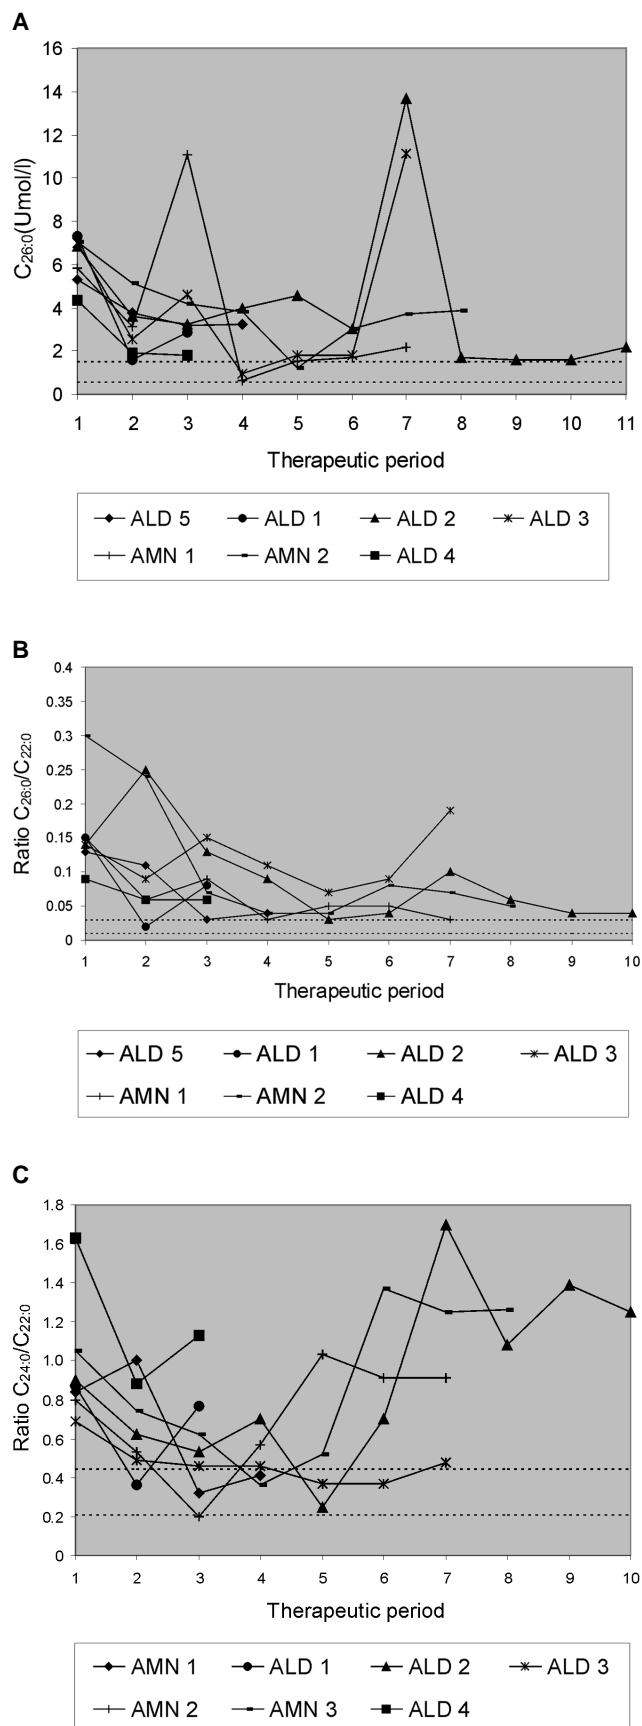 A
16
14
12
10
8
6
4
2
0
C26:0(Umol/l)
1 2 3 4 5 6 7 8 9 10 11
Therapeutic period
ALD 5 ALD 1 ALD 2 ALD 3
AMN 1 AMN 2 ALD 4
B
0.4
0.35
0.3
0.25
0.2
0.15
0.1
0.05
0
Ratio C26:0/C22:0
1 2 3 4 5 6 7 8 9 10
Therapeutic period
ALD 5 ALD 1 ALD 2 ALD 3
AMN 1 AMN 2 ALD 4
C
1.8
1.6
1.4
1.2
1.0
0.8
0.6
0.4
0.2
0
Ratio C24:0/C22:0
1 2 3 4 5 6 7 8 9 10
Therapeutic period
AMN 1 ALD 1 ALD 2 ALD 3
AMN 2 AMN 3 ALD 4